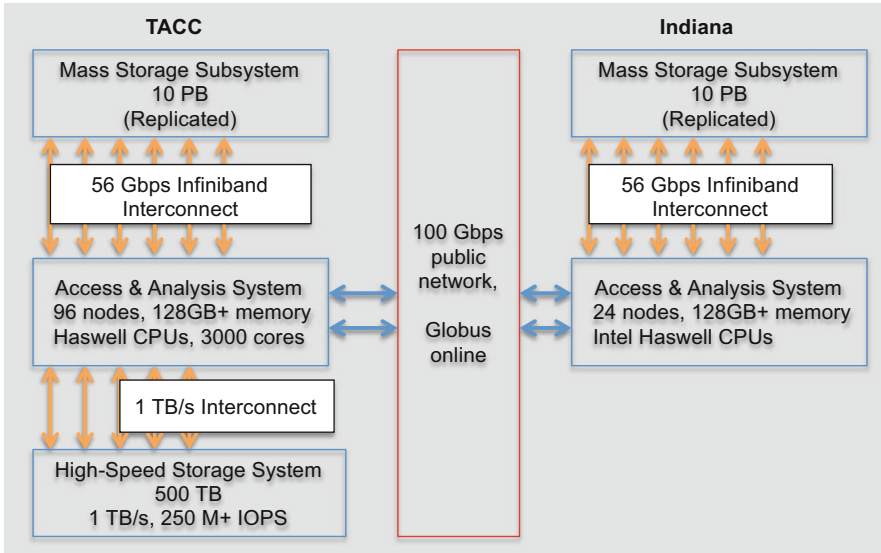 TACC
Mass Storage Subsystem
10 PB
(Replicated)
56 Gbps Infiniband
Interconnect
Access & Analysis System
96 nodes, 128GB+ memory
Haswell CPUs, 3000 cores
1 TB/s Interconnect
High-Speed Storage System
500 TB
1 TB/s, 250 M+ IOPS
100 Gbps
public
network,
Globus
online
Indiana
Mass Storage Subsystem
10 PB
(Replicated)
56 Gbps Infiniband
Interconnect
Access & Analysis System
24 nodes, 128GB+ memory
Intel Haswell CPUs